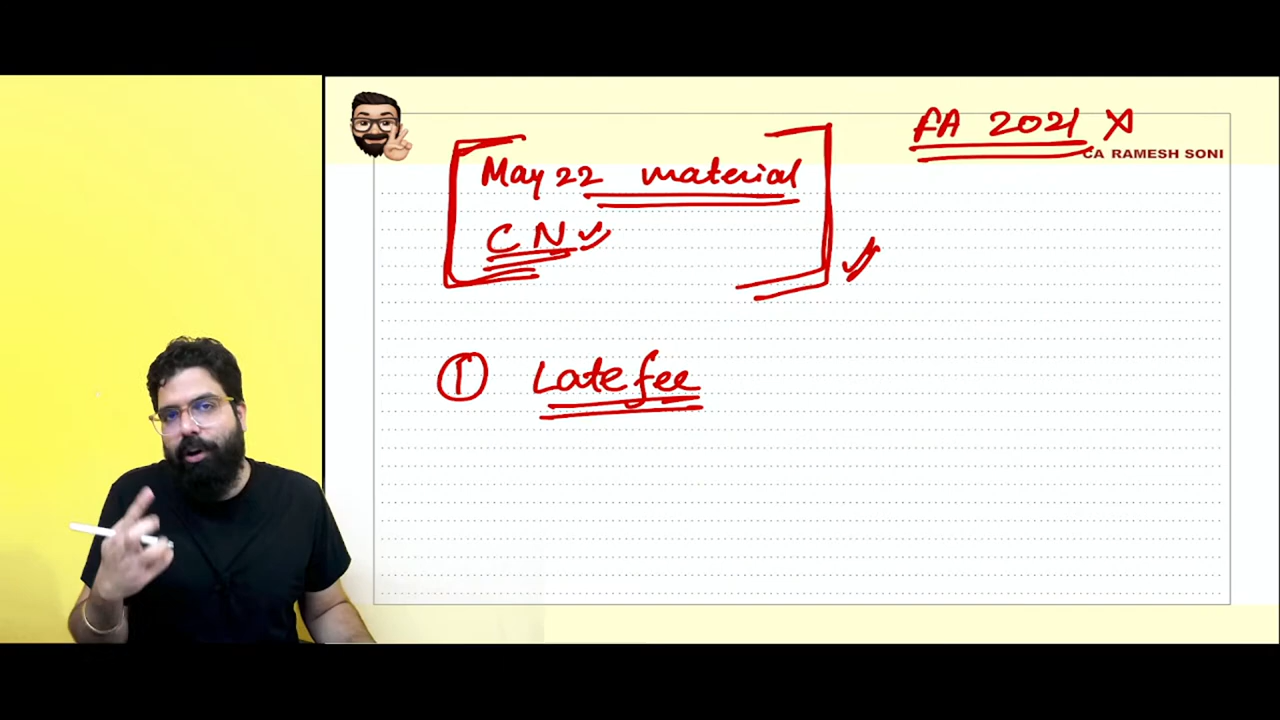 FA 2021 X
CA RAMESH SONI
May 22 material
CN ✓
① Late fee